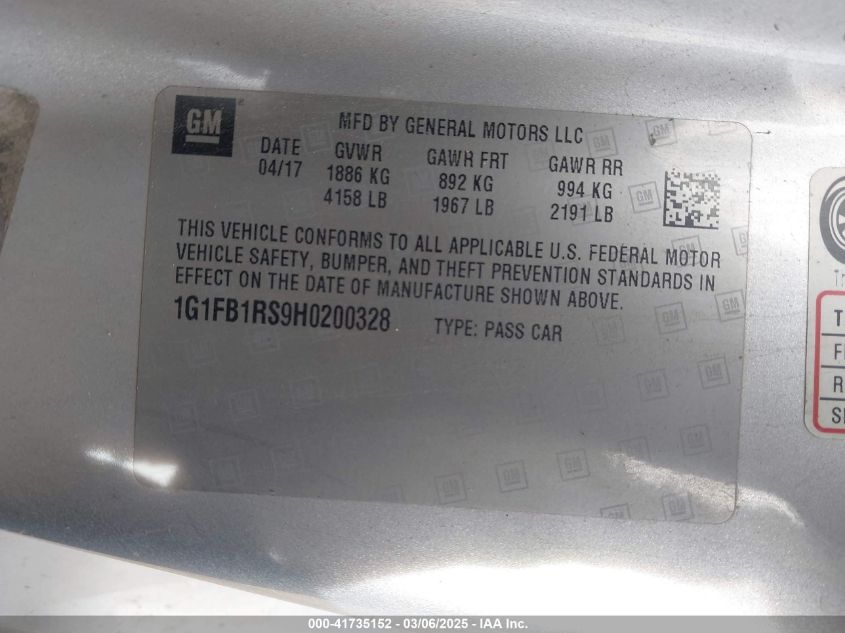 GM
MFD BY GENERAL MOTORS LLC
DATE GVWR GAWR FRT GAWR RR
04/17 1886 KG 892 KG 994 KG
4158 LB 1967 LB 2191 LB
THIS VEHICLE CONFORMS TO ALL APPLICABLE U.S. FEDERAL MOTOR
VEHICLE SAFETY, BUMPER, AND THEFT PREVENTION STANDARDS IN
EFFECT ON THE DATE OF MANUFACTURE SHOWN ABOVE.
1G1FB1RS9H0200328 TYPE: PASS CAR
000-41735152 - 03/06/2025 - IAA Inc.